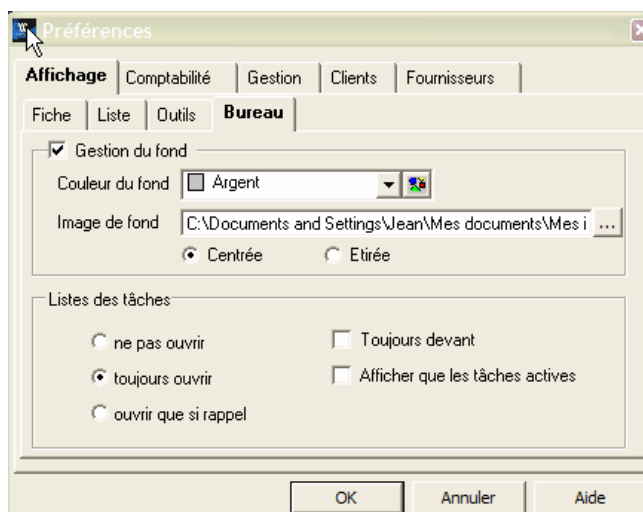 Préférences
Affichage Comptabilité Gestion Clients Fournisseurs
Fiche Liste Outils Bureau
Gestion du fond
Couleur du fond Argent
Image de fond C:\Documents and Settings\Jean\Mes documents\Mes i ...
Centrée Etirée
Listes des tâches
ne pas ouvrir Toujours devant
toujours ouvrir Afficher que les tâches actives
ouvrir que si rappel
OK Annuler Aide